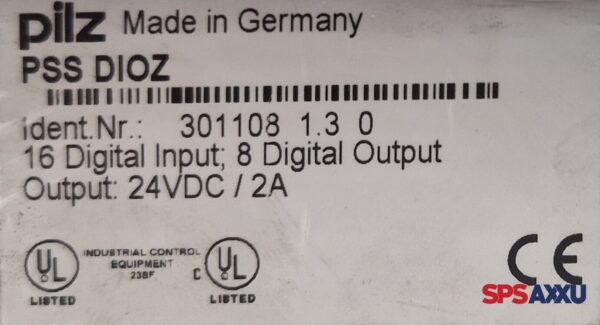 pilz Made in Germany
PSS DIOZ
ident.Nr.: 301108 1.3 0
16 Digital Input; 8 Digital Output
Output: 24VDC / 2A
UL
LISTED
INDUSTRIAL CONTROL
EQUIPMENT
23BF
C UL
LISTED
CE
SPSAXXU